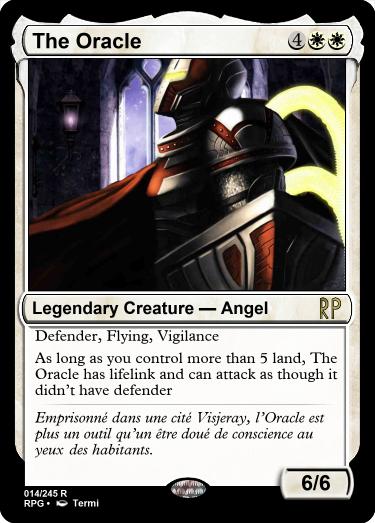 The Oracle 4
Legendary Creature — Angel RP
Defender, Flying, Vigilance
As long as you control more than 5 land, The
Oracle has lifelink and can attack as though it
didn't have defender
Emprisonné dans une cité Visjeray, l'Oracle est
plus un outil qu'un être doué de conscience au
yeux des habitants.
6/6
014/245 R
RPG • Termi